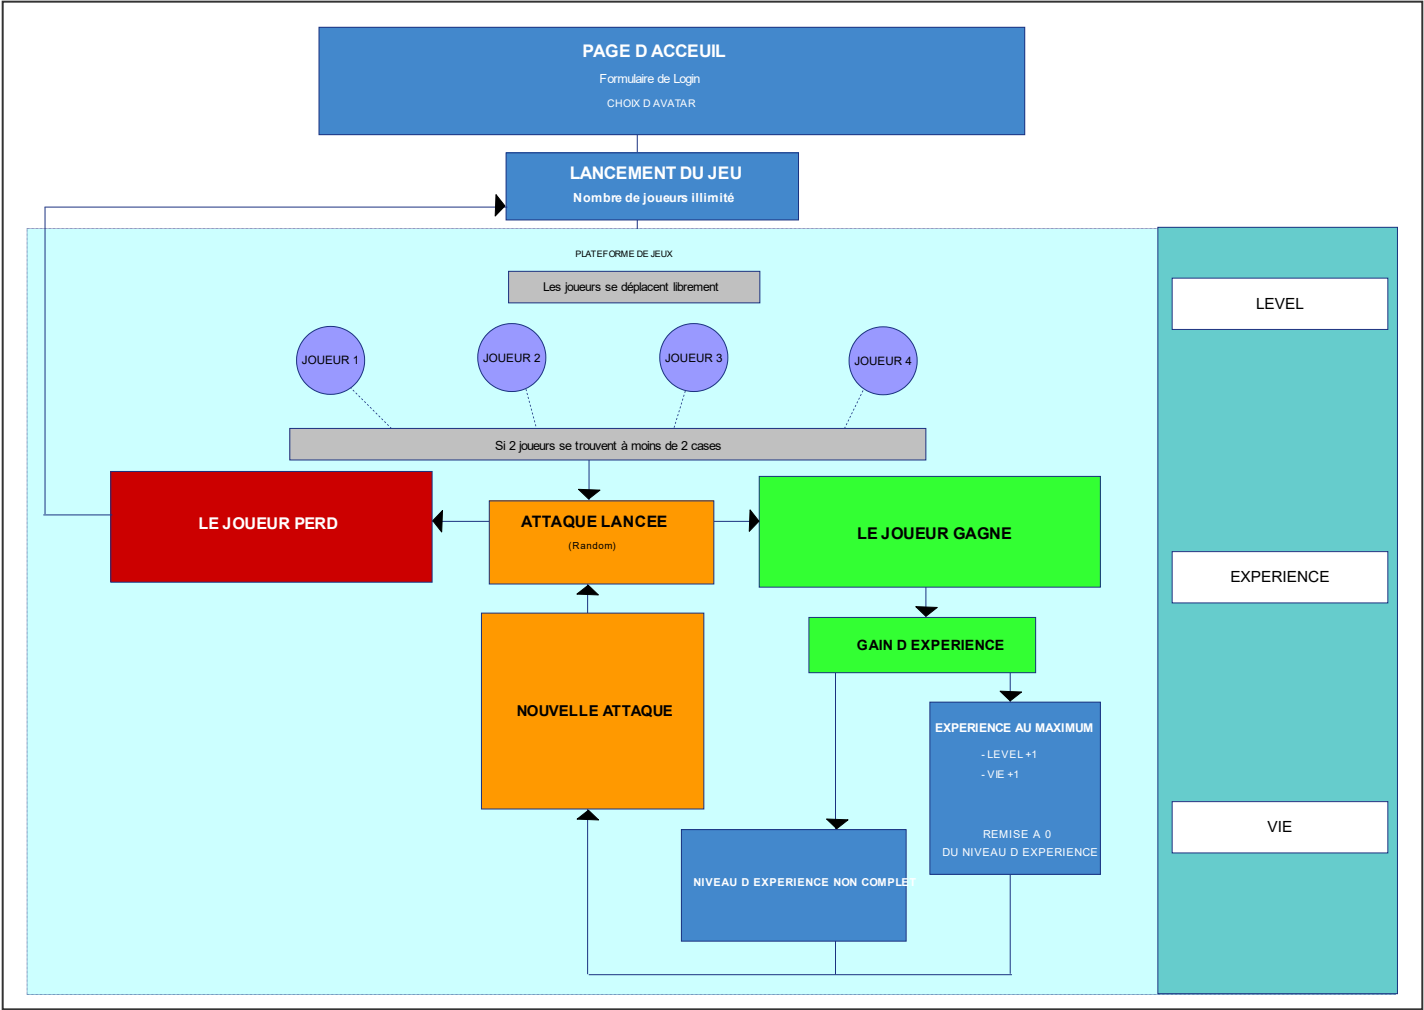 PAGE D ACCEUIL
Formulaire de Login
CHOIX D AVATAR
LANCEMENT DU JEU
Nombre de joueurs illimité
PLATEFORME DE JEUX
Les joueurs se déplacent librement
LEVEL
JOUEUR 1
JOUEUR 2
JOUEUR 3
JOUEUR 4
Si 2 joueurs se trouvent à moins de 2 cases
LE JOUEUR PERD
ATTAQUE LANCEE
(Random)
LE JOUEUR GAGNE
EXPERIENCE
GAIN D EXPERIENCE
NOUVELLE ATTAQUE
EXPERIENCE AU MAXIMUM
- LEVEL +1
- VIE +1
REMISE A 0
DU NIVEAU D EXPERIENCE
VIE
NIVEAU D EXPERIENCE NON COMPLET